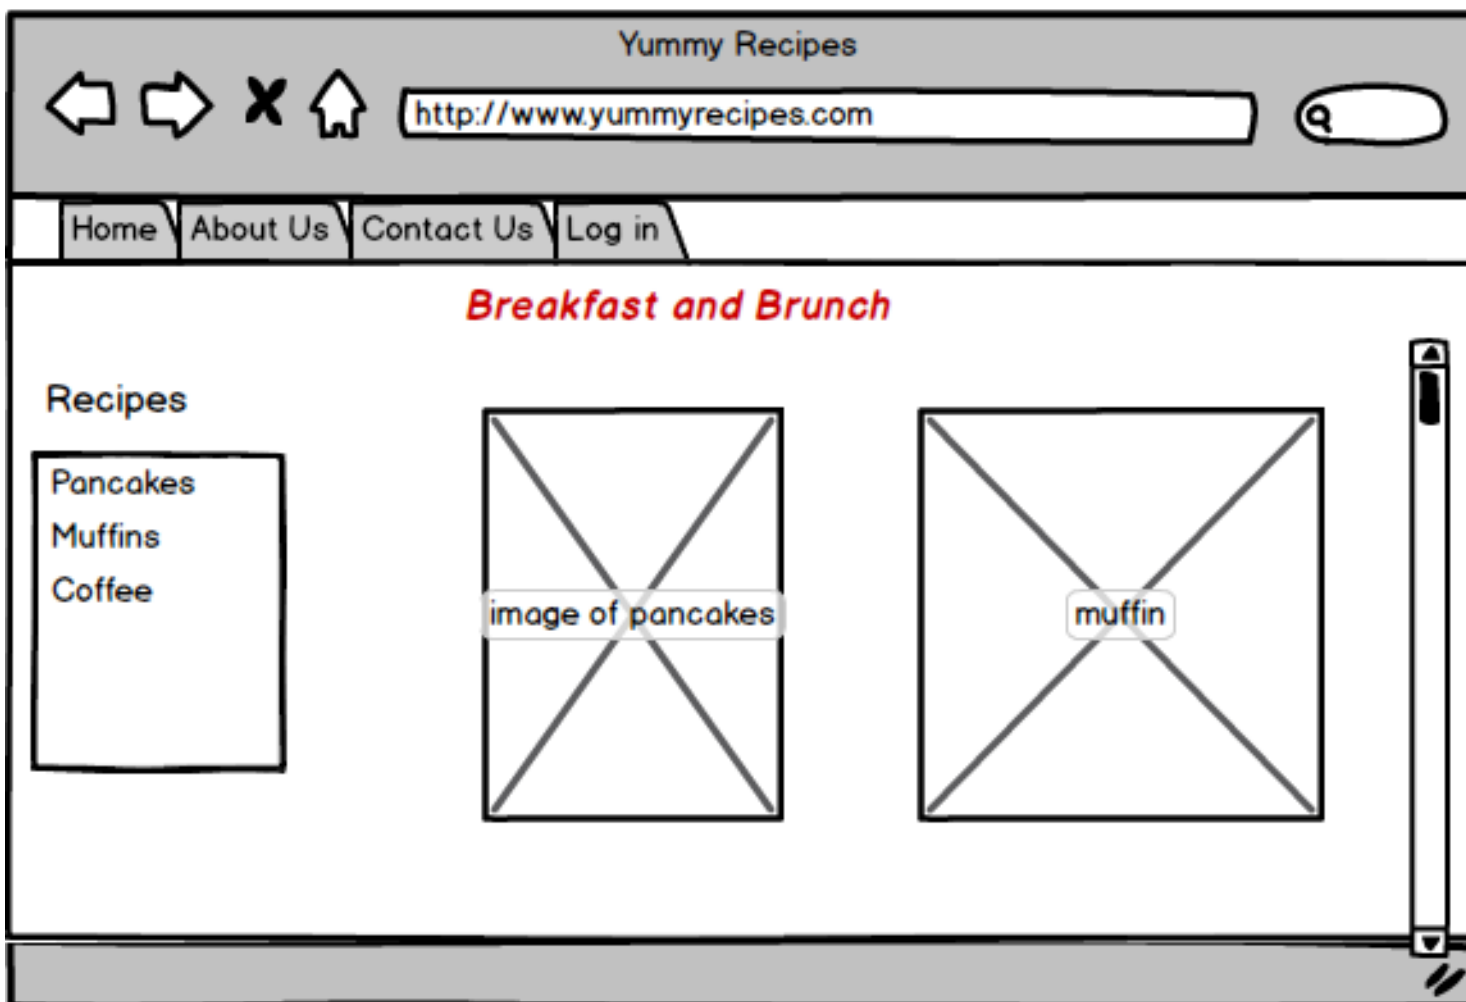 Yummy Recipes
http://www.yummyrecipes.com
Home About Us Contact Us Log in
Breakfast and Brunch
Recipes
Pancakes
Muffins
Coffee
image of pancakes
muffin